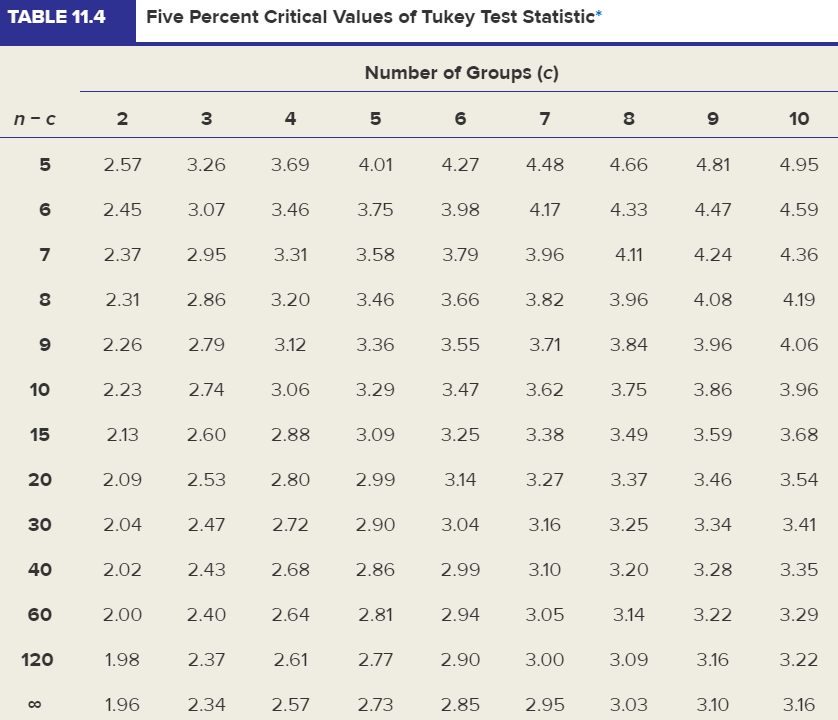 TABLE 11.4 Five Percent Critical Values of Tukey Test Statistic*
Number of Groups (c)
n − c 2 3 4 5 6 7 8 9 10
5 2.57 3.26 3.69 4.01 4.27 4.48 4.66 4.81 4.95
6 2.45 3.07 3.46 3.75 3.98 4.17 4.33 4.47 4.59
7 2.37 2.95 3.31 3.58 3.79 3.96 4.11 4.24 4.36
8 2.31 2.86 3.20 3.46 3.66 3.82 3.96 4.08 4.19
9 2.26 2.79 3.12 3.36 3.55 3.71 3.84 3.96 4.06
10 2.23 2.74 3.06 3.29 3.47 3.62 3.75 3.86 3.96
15 2.13 2.60 2.88 3.09 3.25 3.38 3.49 3.59 3.68
20 2.09 2.53 2.80 2.99 3.14 3.27 3.37 3.46 3.54
30 2.04 2.47 2.72 2.90 3.04 3.16 3.25 3.34 3.41
40 2.02 2.43 2.68 2.86 2.99 3.10 3.20 3.28 3.35
60 2.00 2.40 2.64 2.81 2.94 3.05 3.14 3.22 3.29
120 1.98 2.37 2.61 2.77 2.90 3.00 3.09 3.16 3.22
∞ 1.96 2.34 2.57 2.73 2.85 2.95 3.03 3.10 3.16